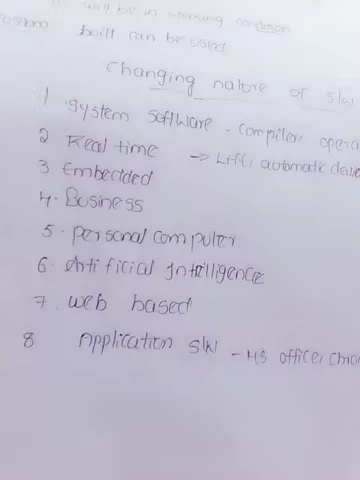 will be in working condition
built can be used
Changing nature of S/W
1 System Software - Compiler, opera
2 Real time → Lift, automatic
3 Embedded
4. Business
5. personal computer
6. Artificial Intelligence
7. Web based
8 Application S/W - MS office, chro